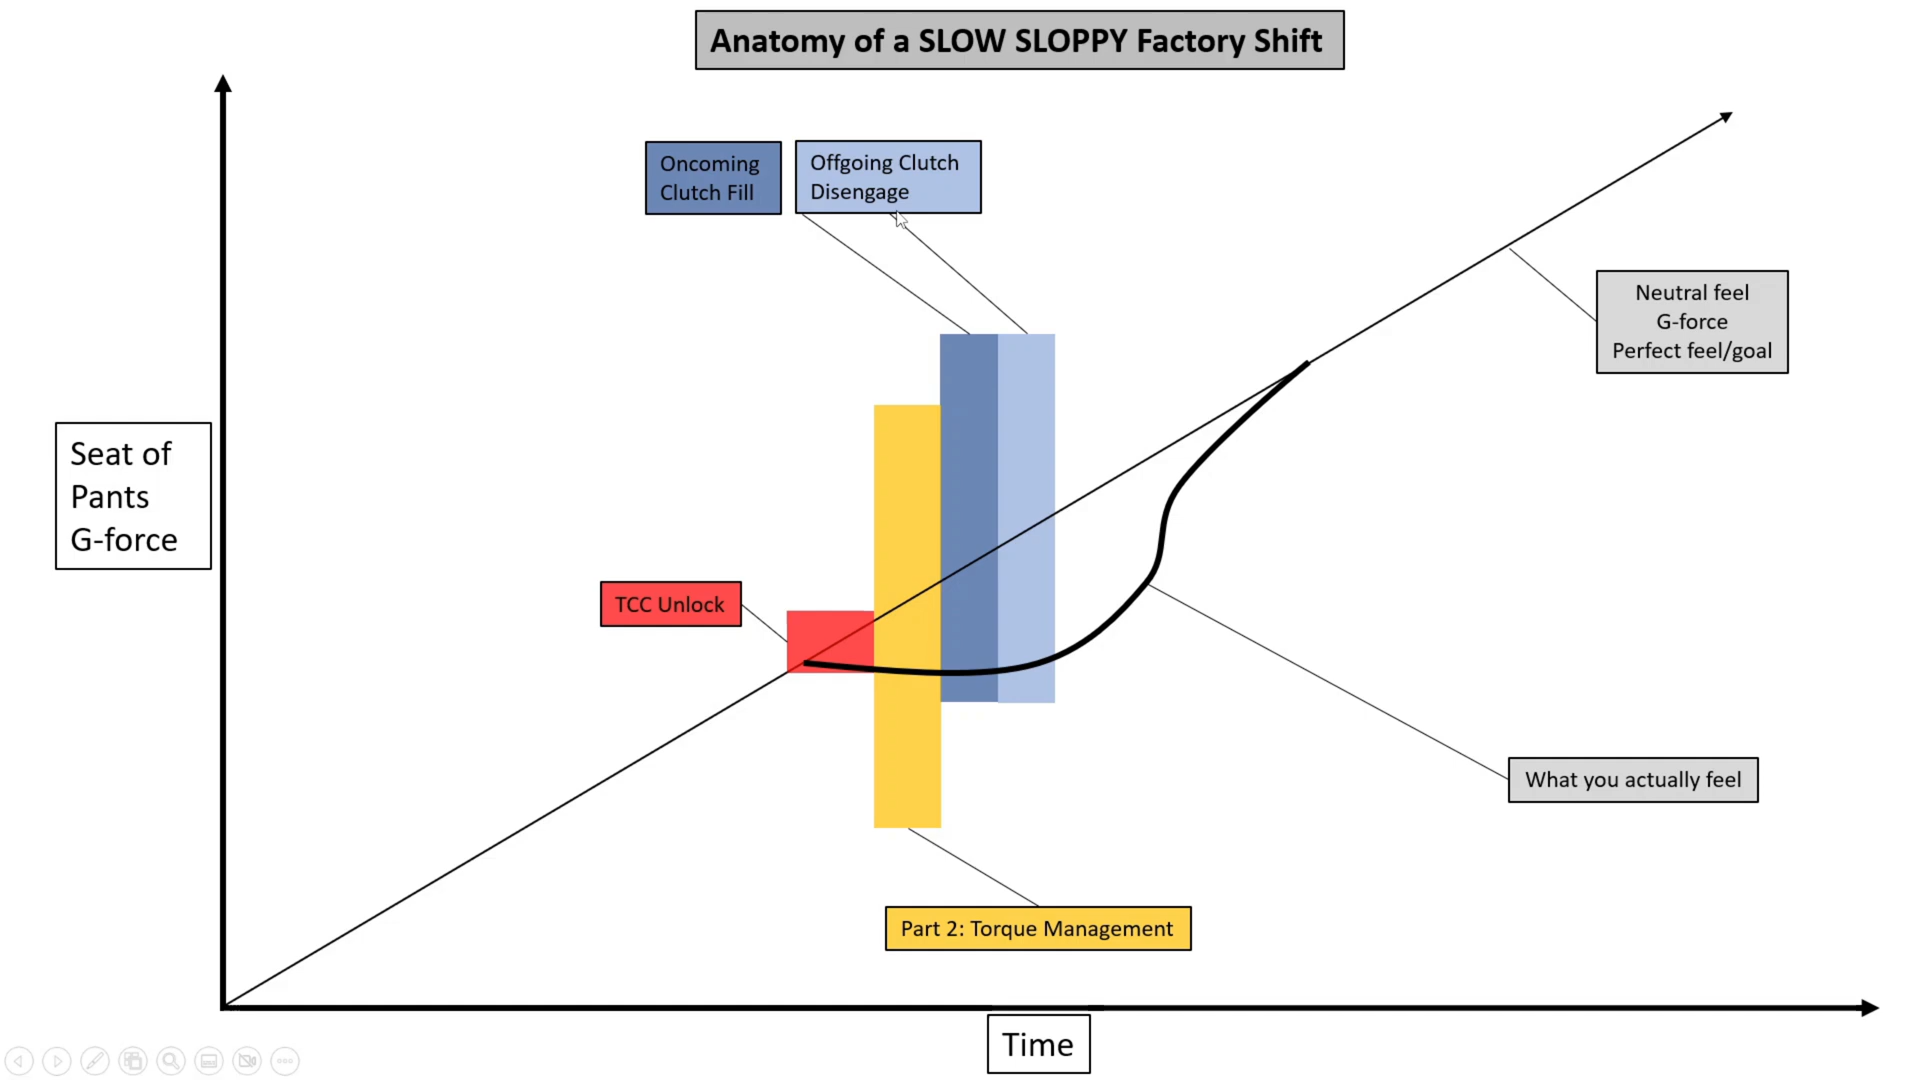 Anatomy of a SLOW SLOPPY Factory Shift
Oncoming
Clutch Fill
Offgoing Clutch
Disengage
Neutral feel
G-force
Perfect feel/goal
Seat of
Pants
G-force
TCC Unlock
What you actually feel
Part 2: Torque Management
Time